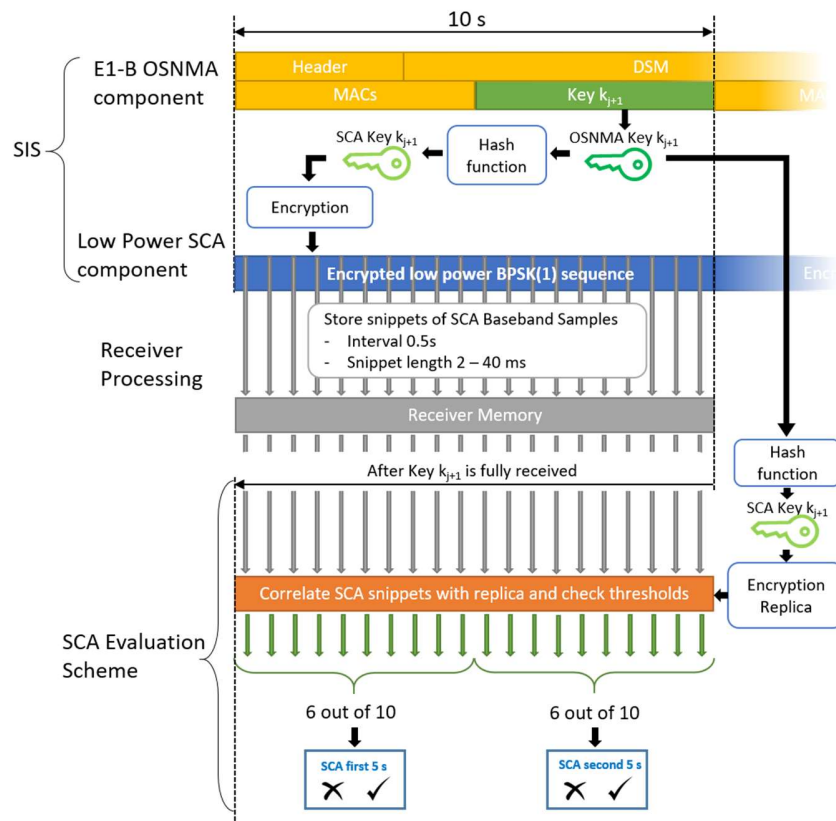 10 s
E1-B OSNMA
component
Header
DSM
MACs
Key kj+1
MA
SIS
SCA Key kj+1
Hash
function
OSNMA Key kj+1
Encryption
Low Power SCA
component
Encrypted low power BPSK(1) sequence
Enc
Store snippets of SCA Baseband Samples
- Interval 0.5s
- Snippet length 2 – 40 ms
Receiver
Processing
Receiver Memory
Hash
function
After Key kj+1 is fully received
SCA Key kj+1
Correlate SCA snippets with replica and check thresholds
Encryption
Replica
SCA Evaluation
Scheme
6 out of 10
6 out of 10
SCA first 5 s
SCA second 5 s